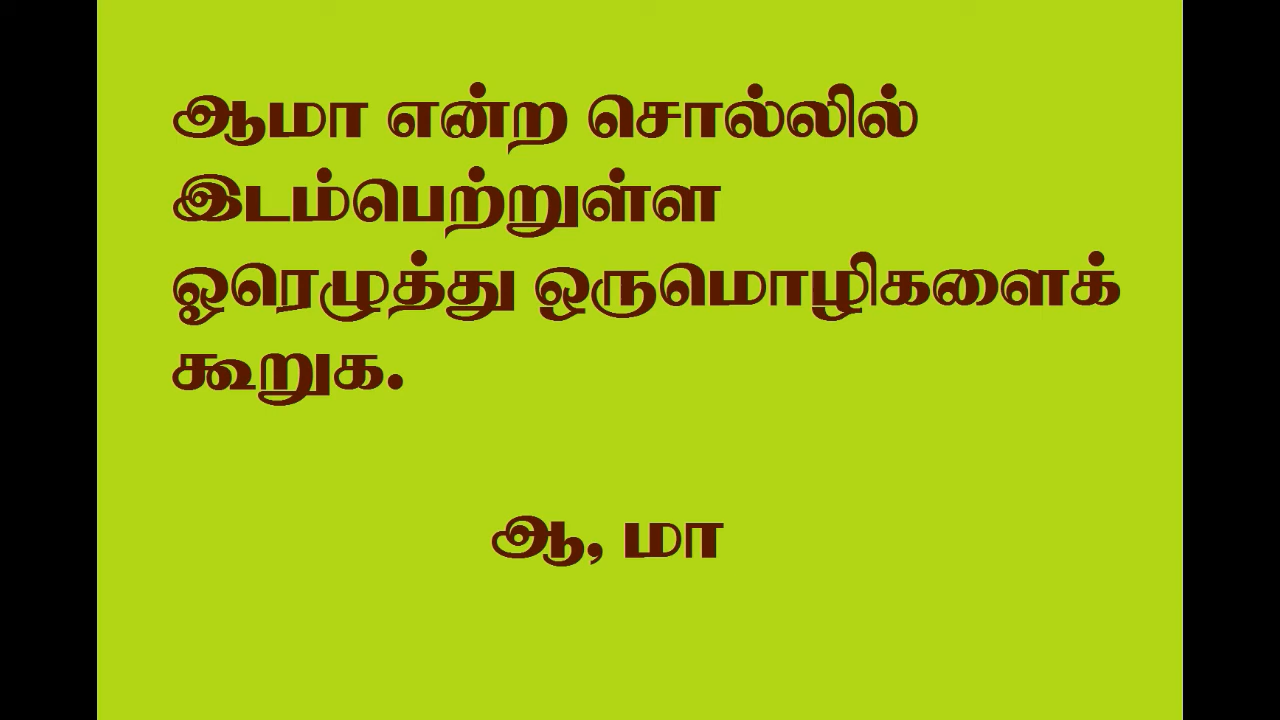 ஆமா என்ற சொல்லில்
இடம்பெற்றுள்ள
ஓரெழுத்து ஒருமொழிகளைக்
கூறுக.
ஆ, மா